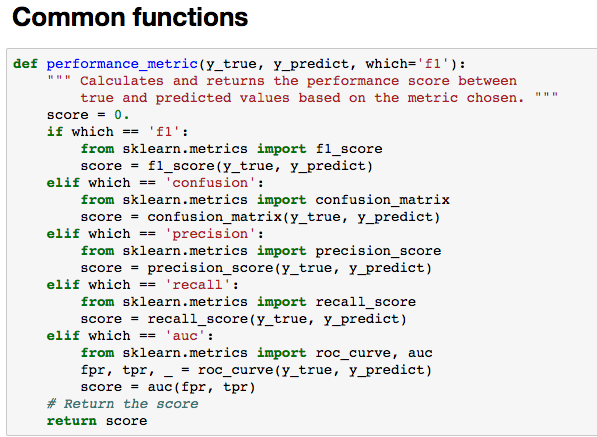 Common functions
def performance_metric(y_true, y_predict, which='f1'):
    """ Calculates and returns the performance score between
        true and predicted values based on the metric chosen. """
    score = 0.
    if which == 'f1':
        from sklearn.metrics import f1_score
        score = f1_score(y_true, y_predict)
    elif which == 'confusion':
        from sklearn.metrics import confusion_matrix
        score = confusion_matrix(y_true, y_predict)
    elif which == 'precision':
        from sklearn.metrics import precision_score
        score = precision_score(y_true, y_predict)
    elif which == 'recall':
        from sklearn.metrics import recall_score
        score = recall_score(y_true, y_predict)
    elif which == 'auc':
        from sklearn.metrics import roc_curve, auc
        fpr, tpr, _ = roc_curve(y_true, y_predict)
        score = auc(fpr, tpr)
    # Return the score
    return score